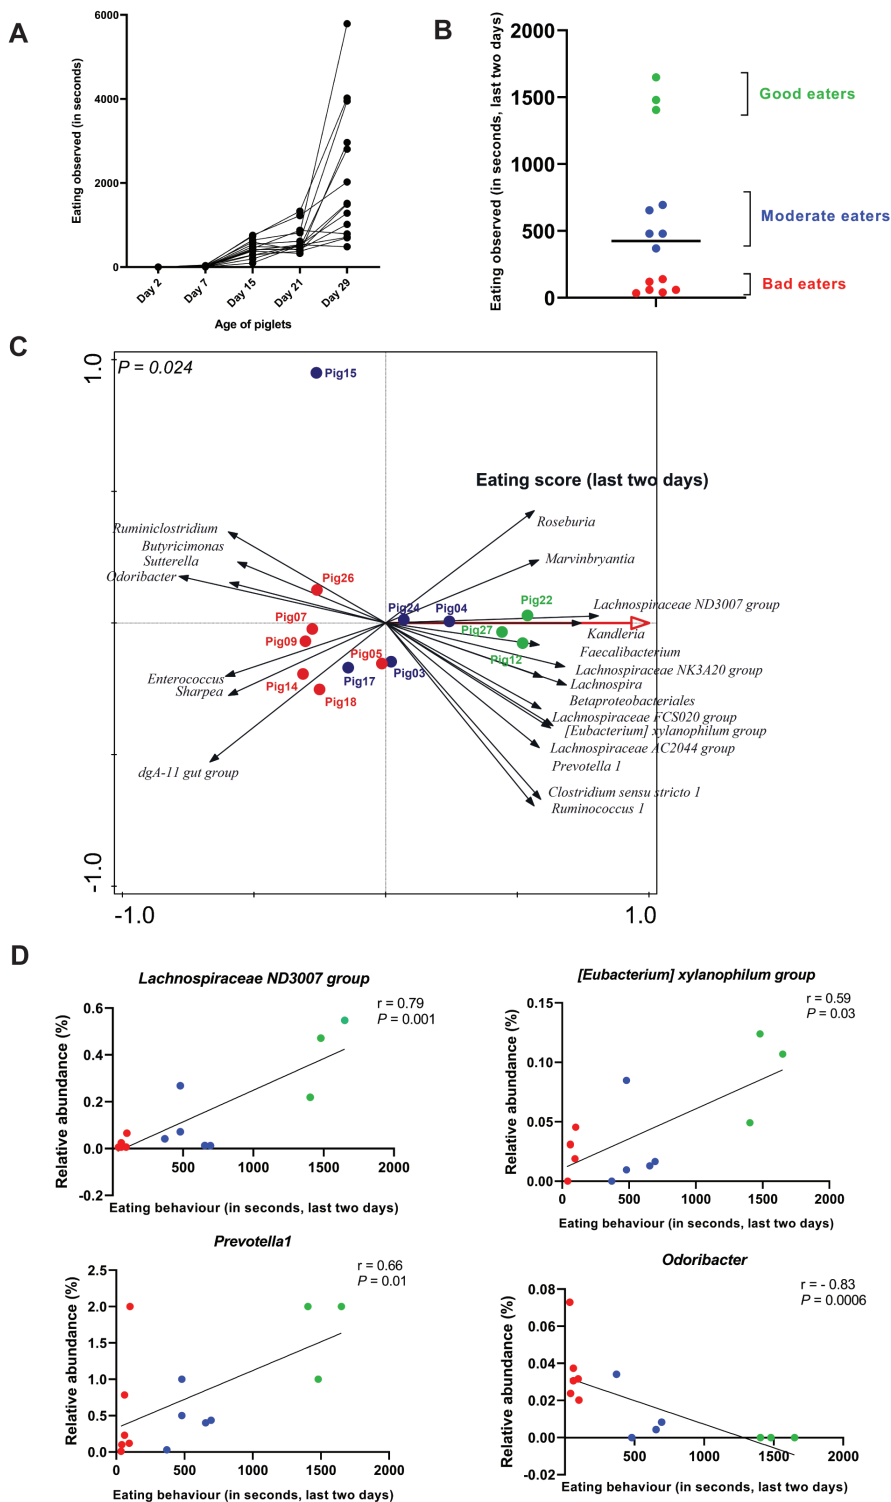 A
Eating observed (in seconds)
6000
4000
2000
0
Day 2
Day 7
Day 15
Day 21
Day 29
Age of piglets
B
Eating observed (in seconds, last two days)
2000
1500
1000
500
0
Good eaters
Moderate eaters
Bad eaters
C
P = 0.024
1.0
-1.0
-1.0
1.0
Pig15
Eating score (last two days)
Roseburia
Ruminiclostridium
Butyricimonas
Sutterella
Odoribacter
Marvinbryantia
Pig26
Pig24
Pig04
Pig22
Lachnospiraceae ND3007 group
Pig07
Pig27
Kandleria
Pig09
Pig05
Pig12
Faecalibacterium
Lachnospiraceae NK3A20 group
Enterococcus
Sharpea
Pig14
Pig17
Pig03
Lachnospira
Pig18
Betaproteobacteriales
Lachnospiraceae FCS020 group
[Eubacterium] xylanophilum group
Lachnospiraceae AC2044 group
dgA-11 gut group
Prevotella 1
Clostridium sensu stricto 1
Ruminococcus 1
D
Lachnospiraceae ND3007 group
r = 0.79
P = 0.001
Relative abundance (%)
0.6
0.4
0.2
0.0
-0.2
500
1000
1500
2000
Eating behaviour (in seconds, last two days)
[Eubacterium] xylanophilum group
r = 0.59
P = 0.03
Relative abundance (%)
0.15
0.10
0.05
0.00
0
500
1000
1500
2000
Eating behaviour (in seconds, last two days)
Prevotella1
r = 0.66
P = 0.01
Relative abundance (%)
2.5
2.0
1.5
1.0
0.5
0.0
0
500
1000
1500
2000
Eating behaviour (in seconds, last two days)
Odoribacter
r = - 0.83
P = 0.0006
Relative abundance (%)
0.08
0.06
0.04
0.02
0.00
-0.02
500
1000
1500
2000
Eating behaviour (in seconds, last two days)